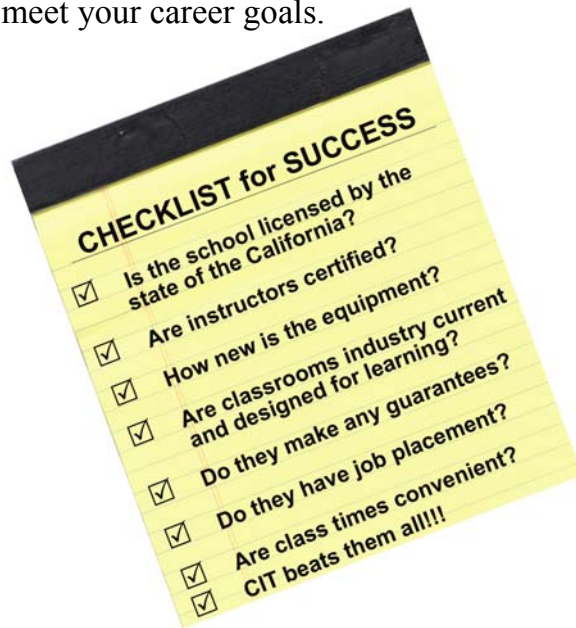 meet your career goals.
CHECKLIST for SUCCESS
Is the school licensed by the
state of the California?
Are instructors certified?
How new is the equipment?
Are classrooms industry current
and designed for learning?
Do they make any guarantees?
Do they have job placement?
Are class times convenient?
CIT beats them all!!!